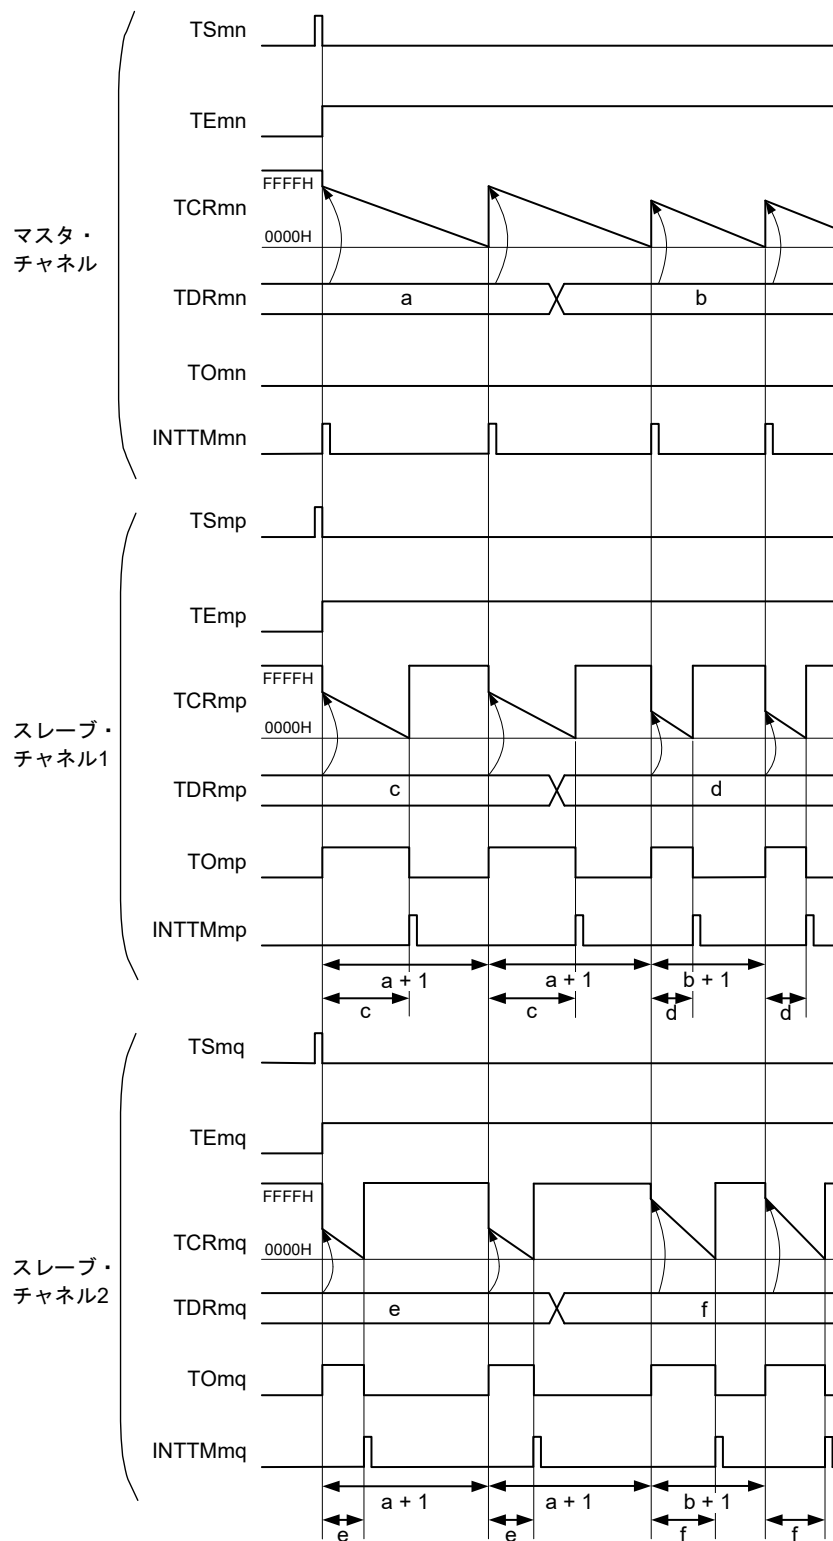 TSmn
TEmn
FFFFH
TCRmn
0000H
マスタ・
チャネル
TDRmn
a
b
TOmn
INTTMmn
TSmp
TEmp
FFFFH
TCRmp
0000H
スレーブ・
チャネル1
TDRmp
c
d
TOmp
INTTMmp
a + 1
a + 1
b + 1
c
c
d
d
TSmq
TEmq
FFFFH
TCRmq
0000H
スレーブ・
チャネル2
TDRmq
e
f
TOmq
INTTMmq
a + 1
a + 1
b + 1
e
e
f
f